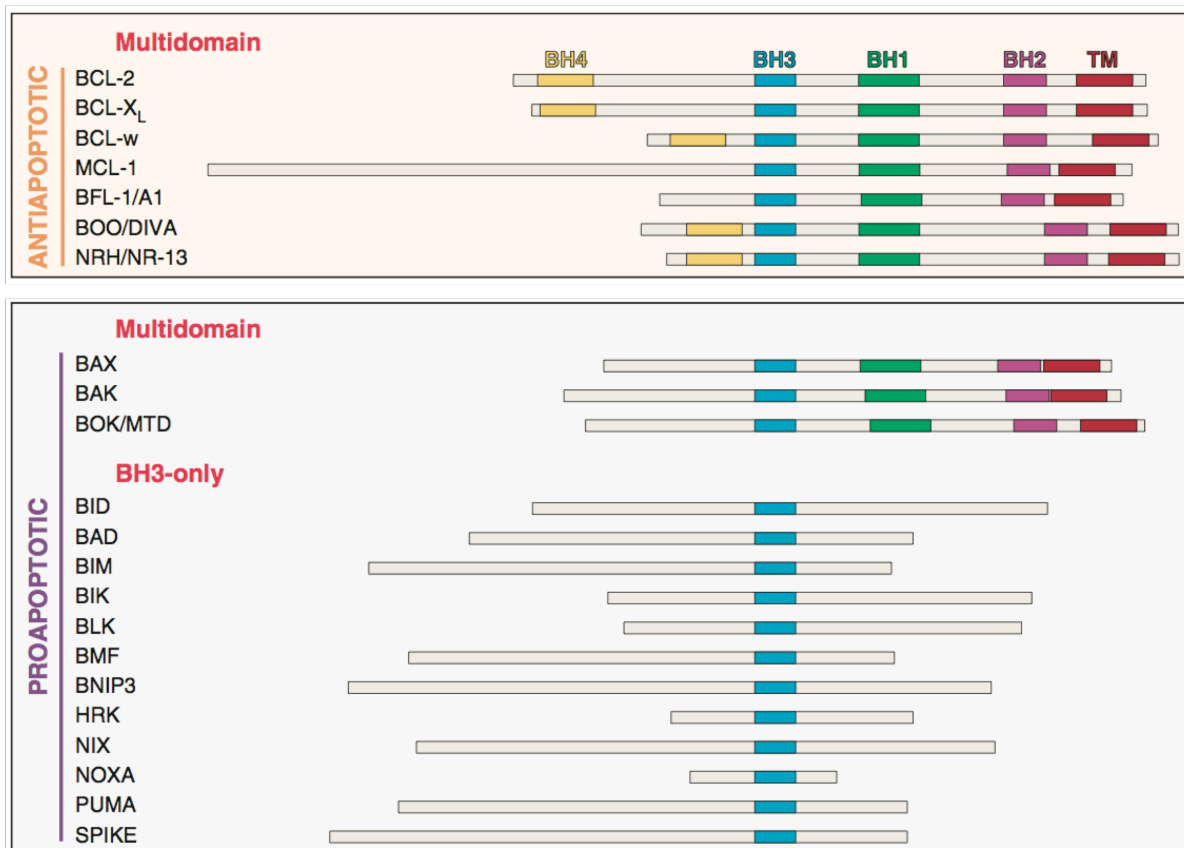 Multidomain
BH4 BH3 BH1 BH2 TM
ANTIAPOPTOTIC
BCL-2
BCL-XL
BCL-w
MCL-1
BFL-1/A1
BOO/DIVA
NRH/NR-13
Multidomain
PROAPOPTOTIC
BAX
BAK
BOK/MTD
BH3-only
BID
BAD
BIM
BIK
BLK
BMF
BNIP3
HRK
NIX
NOXA
PUMA
SPIKE